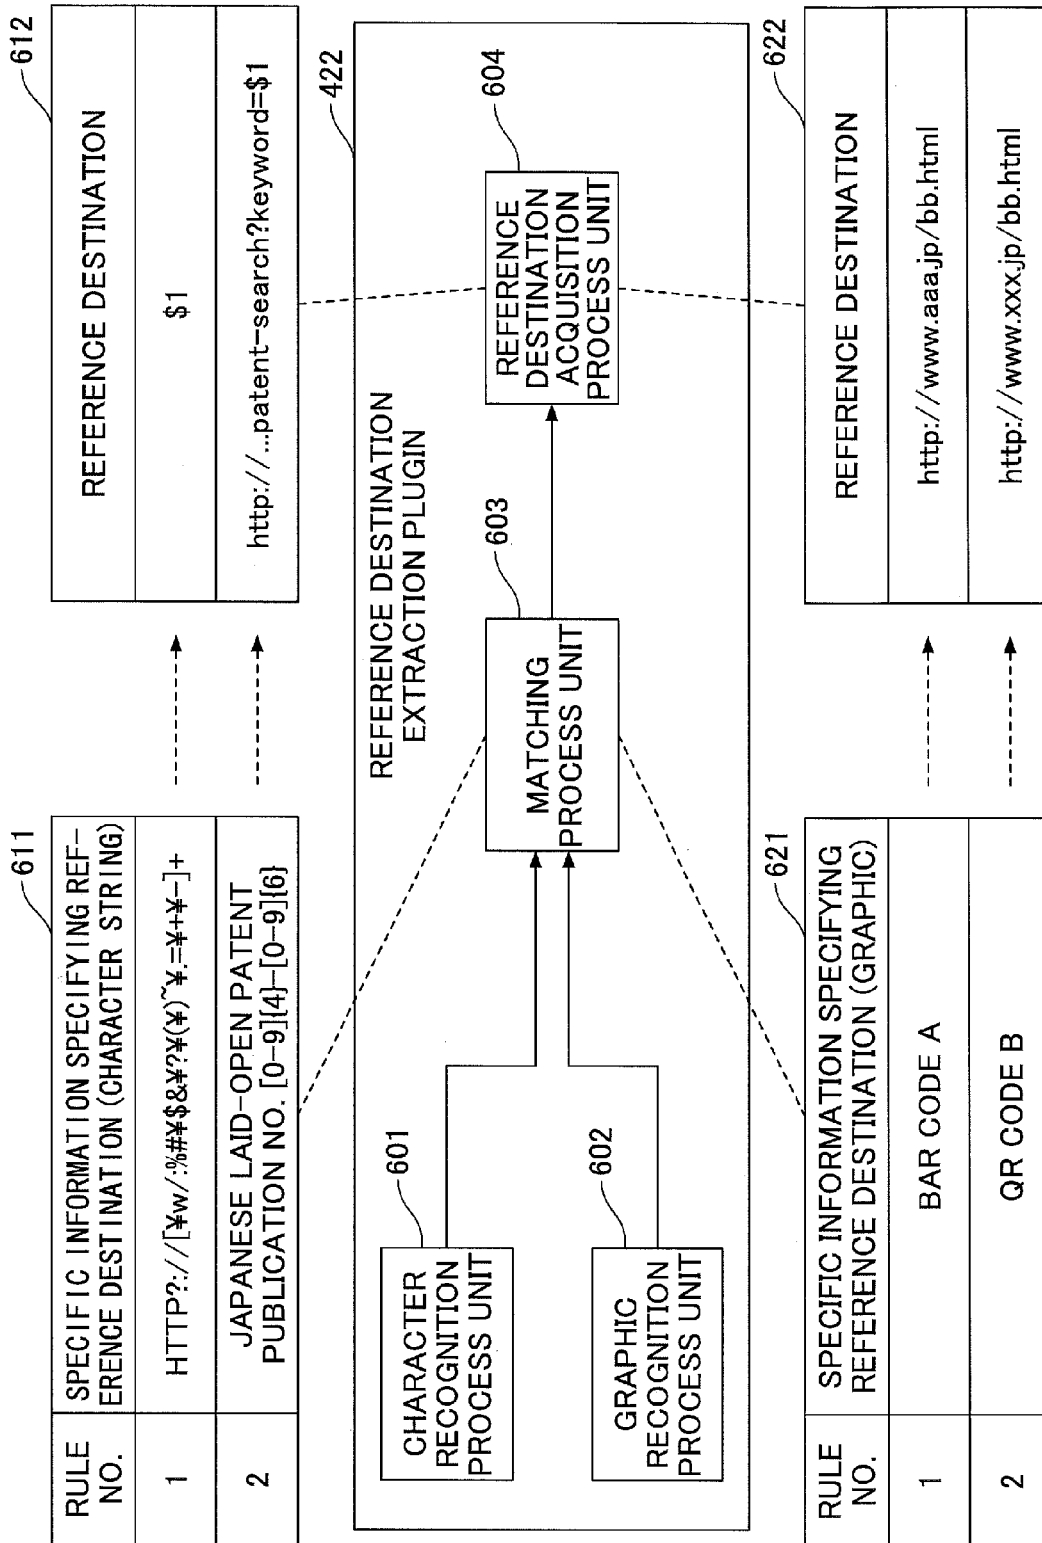 611
RULE
NO.
SPECIFIC INFORMATION SPECIFYING REF-
ERENCE DESTINATION (CHARACTER STRING)
1
HTTP?://[¥w/:%#¥$&¥?¥(¥)~¥.=¥+¥-]+
2
JAPANESE LAID-OPEN PATENT
PUBLICATION NO. [0-9]{4}-[0-9]{6}
612
REFERENCE DESTINATION
$1
http://...patent-search?keyword=$1
422
REFERENCE DESTINATION
EXTRACTION PLUGIN
601
CHARACTER
RECOGNITION
PROCESS UNIT
602
GRAPHIC
RECOGNITION
PROCESS UNIT
603
MATCHING
PROCESS UNIT
604
REFERENCE
DESTINATION
ACQUISITION
PROCESS UNIT
621
RULE
NO.
SPECIFIC INFORMATION SPECIFYING
REFERENCE DESTINATION (GRAPHIC)
1
BAR CODE A
2
QR CODE B
622
REFERENCE DESTINATION
http://www.aaa.jp/bb.html
http://www.xxx.jp/bb.html